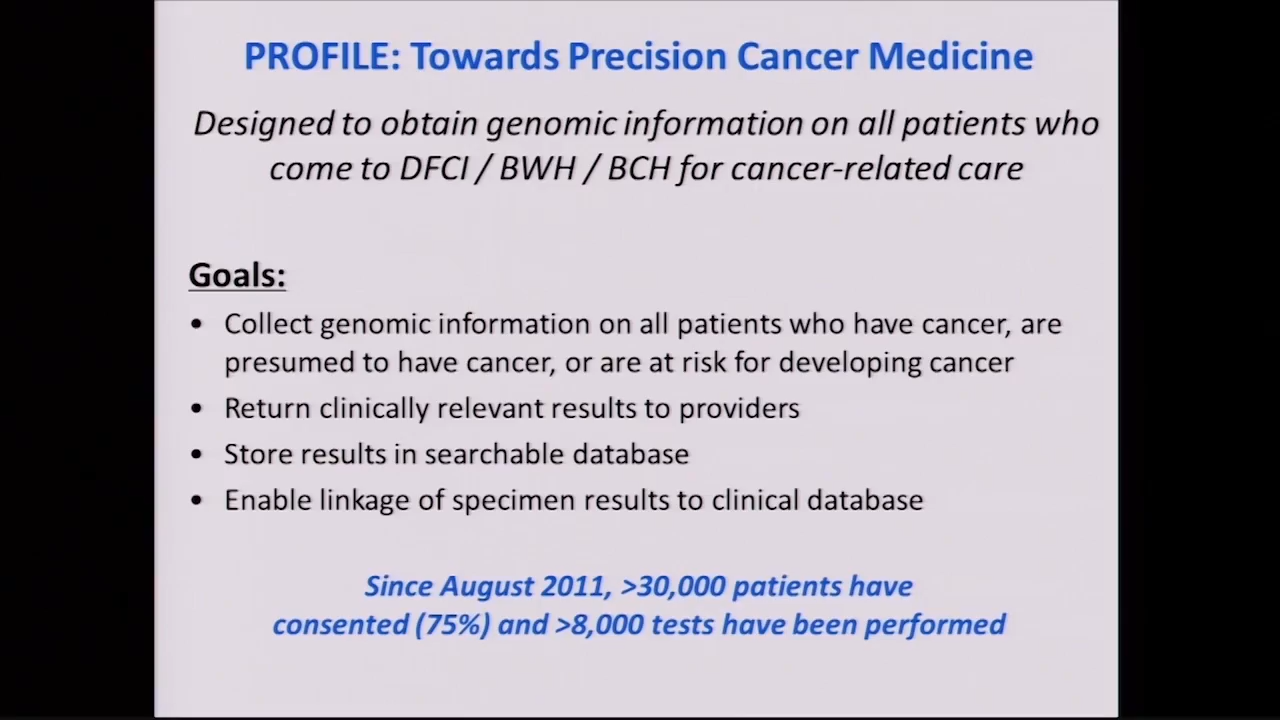 PROFILE: Towards Precision Cancer Medicine
Designed to obtain genomic information on all patients who
come to DFCI / BWH / BCH for cancer-related care
Goals:
• Collect genomic information on all patients who have cancer, are
presumed to have cancer, or are at risk for developing cancer
• Return clinically relevant results to providers
• Store results in searchable database
• Enable linkage of specimen results to clinical database
Since August 2011, >30,000 patients have
consented (75%) and >8,000 tests have been performed